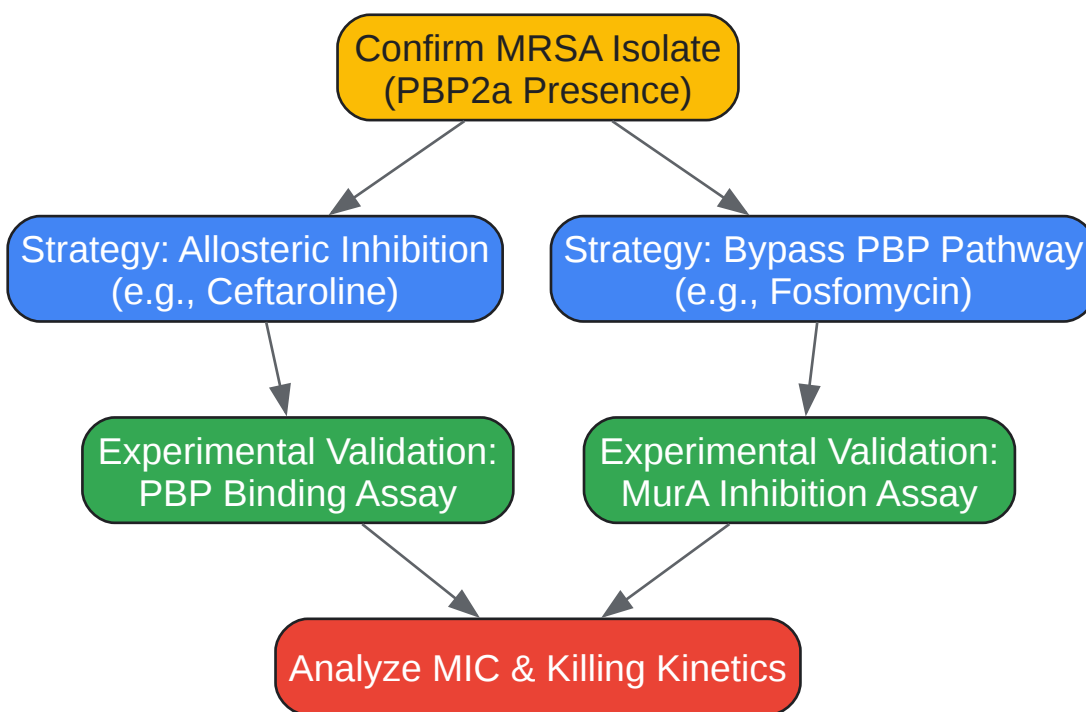 Confirm MRSA Isolate
(PBP2a Presence)
Strategy: Allosteric Inhibition
(e.g., Ceftaroline)
Strategy: Bypass PBP Pathway
(e.g., Fosfomycin)
Experimental Validation:
PBP Binding Assay
Experimental Validation:
MurA Inhibition Assay
Analyze MIC & Killing Kinetics